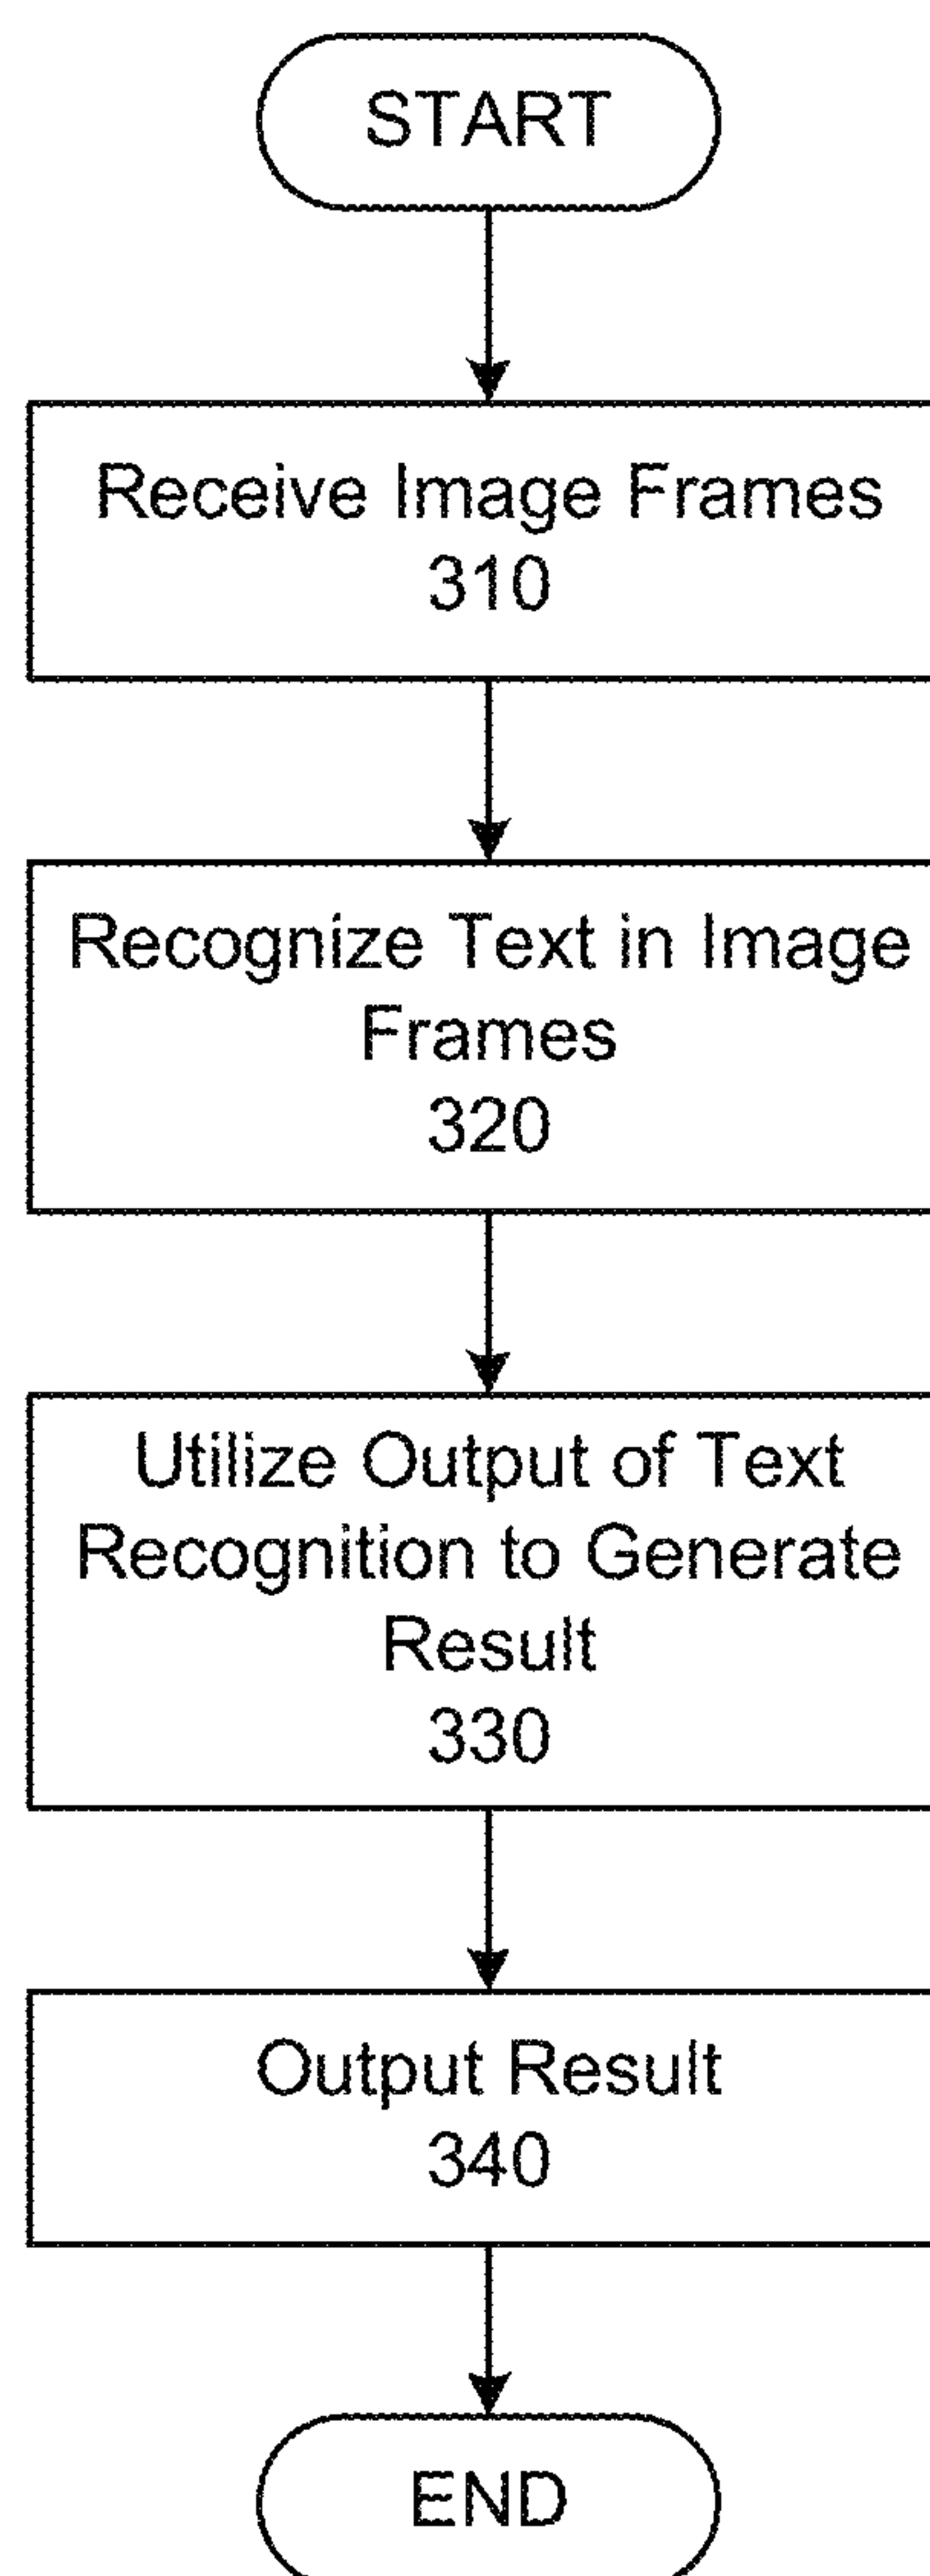 START
Receive Image Frames
310
Recognize Text in Image
Frames
320
Utilize Output of Text
Recognition to Generate
Result
330
Output Result
340
END